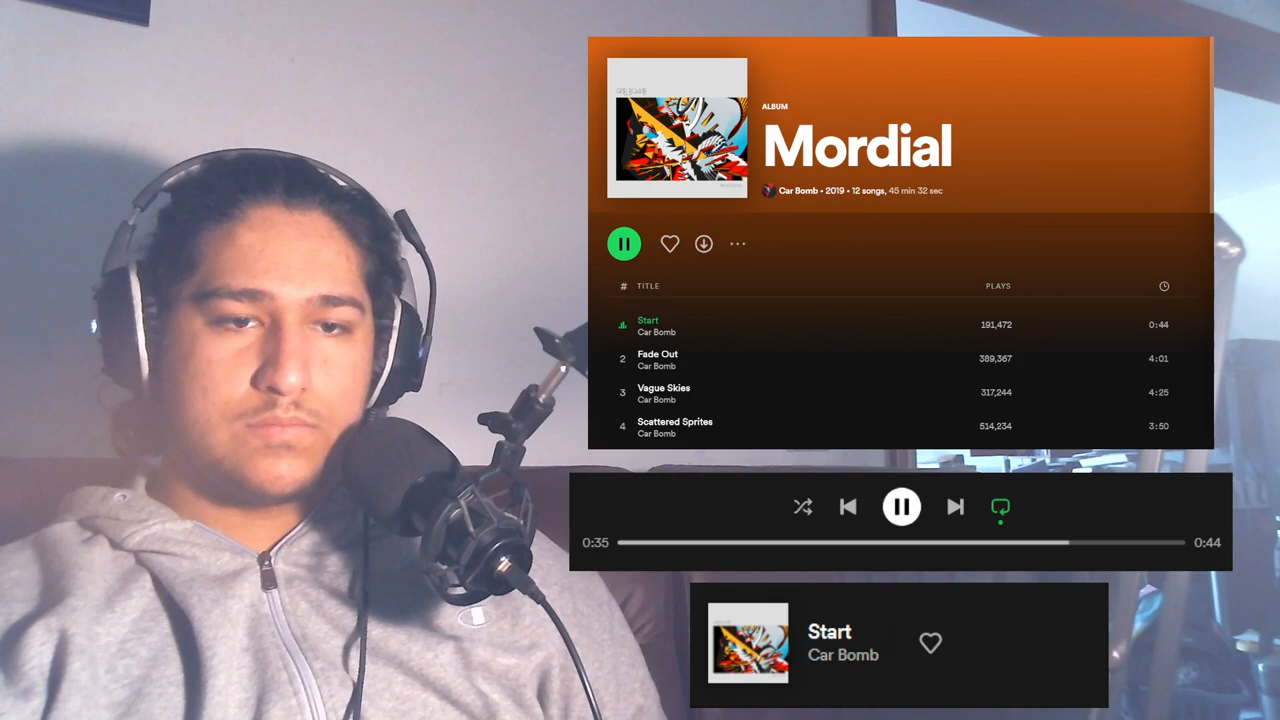 ALBUM
Mordial
Car Bomb • 2019 • 12 songs, 45 min 32 sec
# TITLE PLAYS
Start 191,472 0:44
Car Bomb
2 Fade Out 389,367 4:01
Car Bomb
3 Vague Skies 317,244 4:25
Car Bomb
4 Scattered Sprites 514,234 3:50
Car Bomb
0:35 0:44
Start
Car Bomb